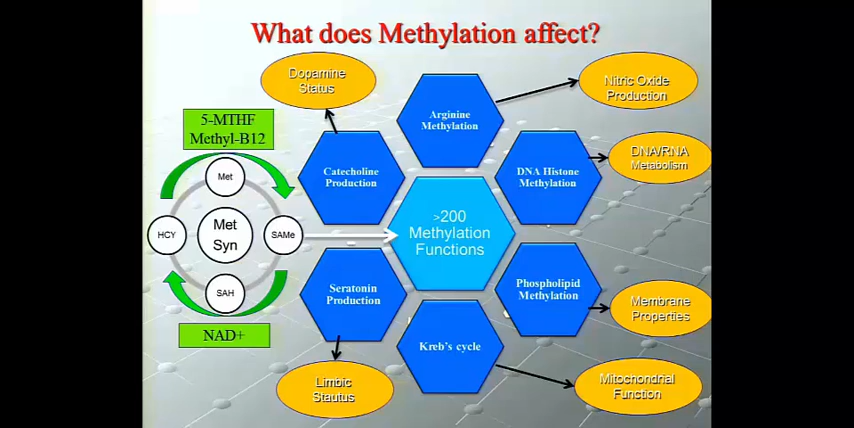 What does Methylation affect?
Dopamine
Status
5-MTHF
Methyl-B12
Met
HCY
Met
Syn
SAMe
SAH
NAD+
Catecholine
Production
Arginine
Methylation
Nitric Oxide
Production
DNA Histone
Methylation
DNA/RNA
Metabolism
>200
Methylation
Functions
Seratonin
Production
Limbic
Stautus
Kreb's cycle
Phospholipid
Methylation
Membrane
Properties
Mitochondrial
Function